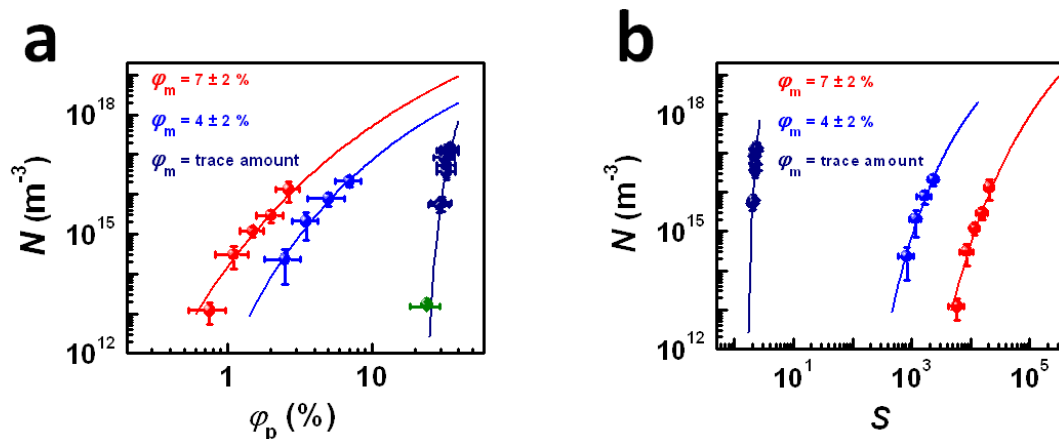 a
φm = 7 ± 2 %
φm = 4 ± 2%
φm = trace amount
10^18
10^15
10^12
N (m^-3)
1
10
φp (%)
b
φm = 7 ± 2 %
φm = 4 ± 2%
φm = trace amount
10^18
10^15
10^12
N (m^-3)
10^1
10^3
10^5
S